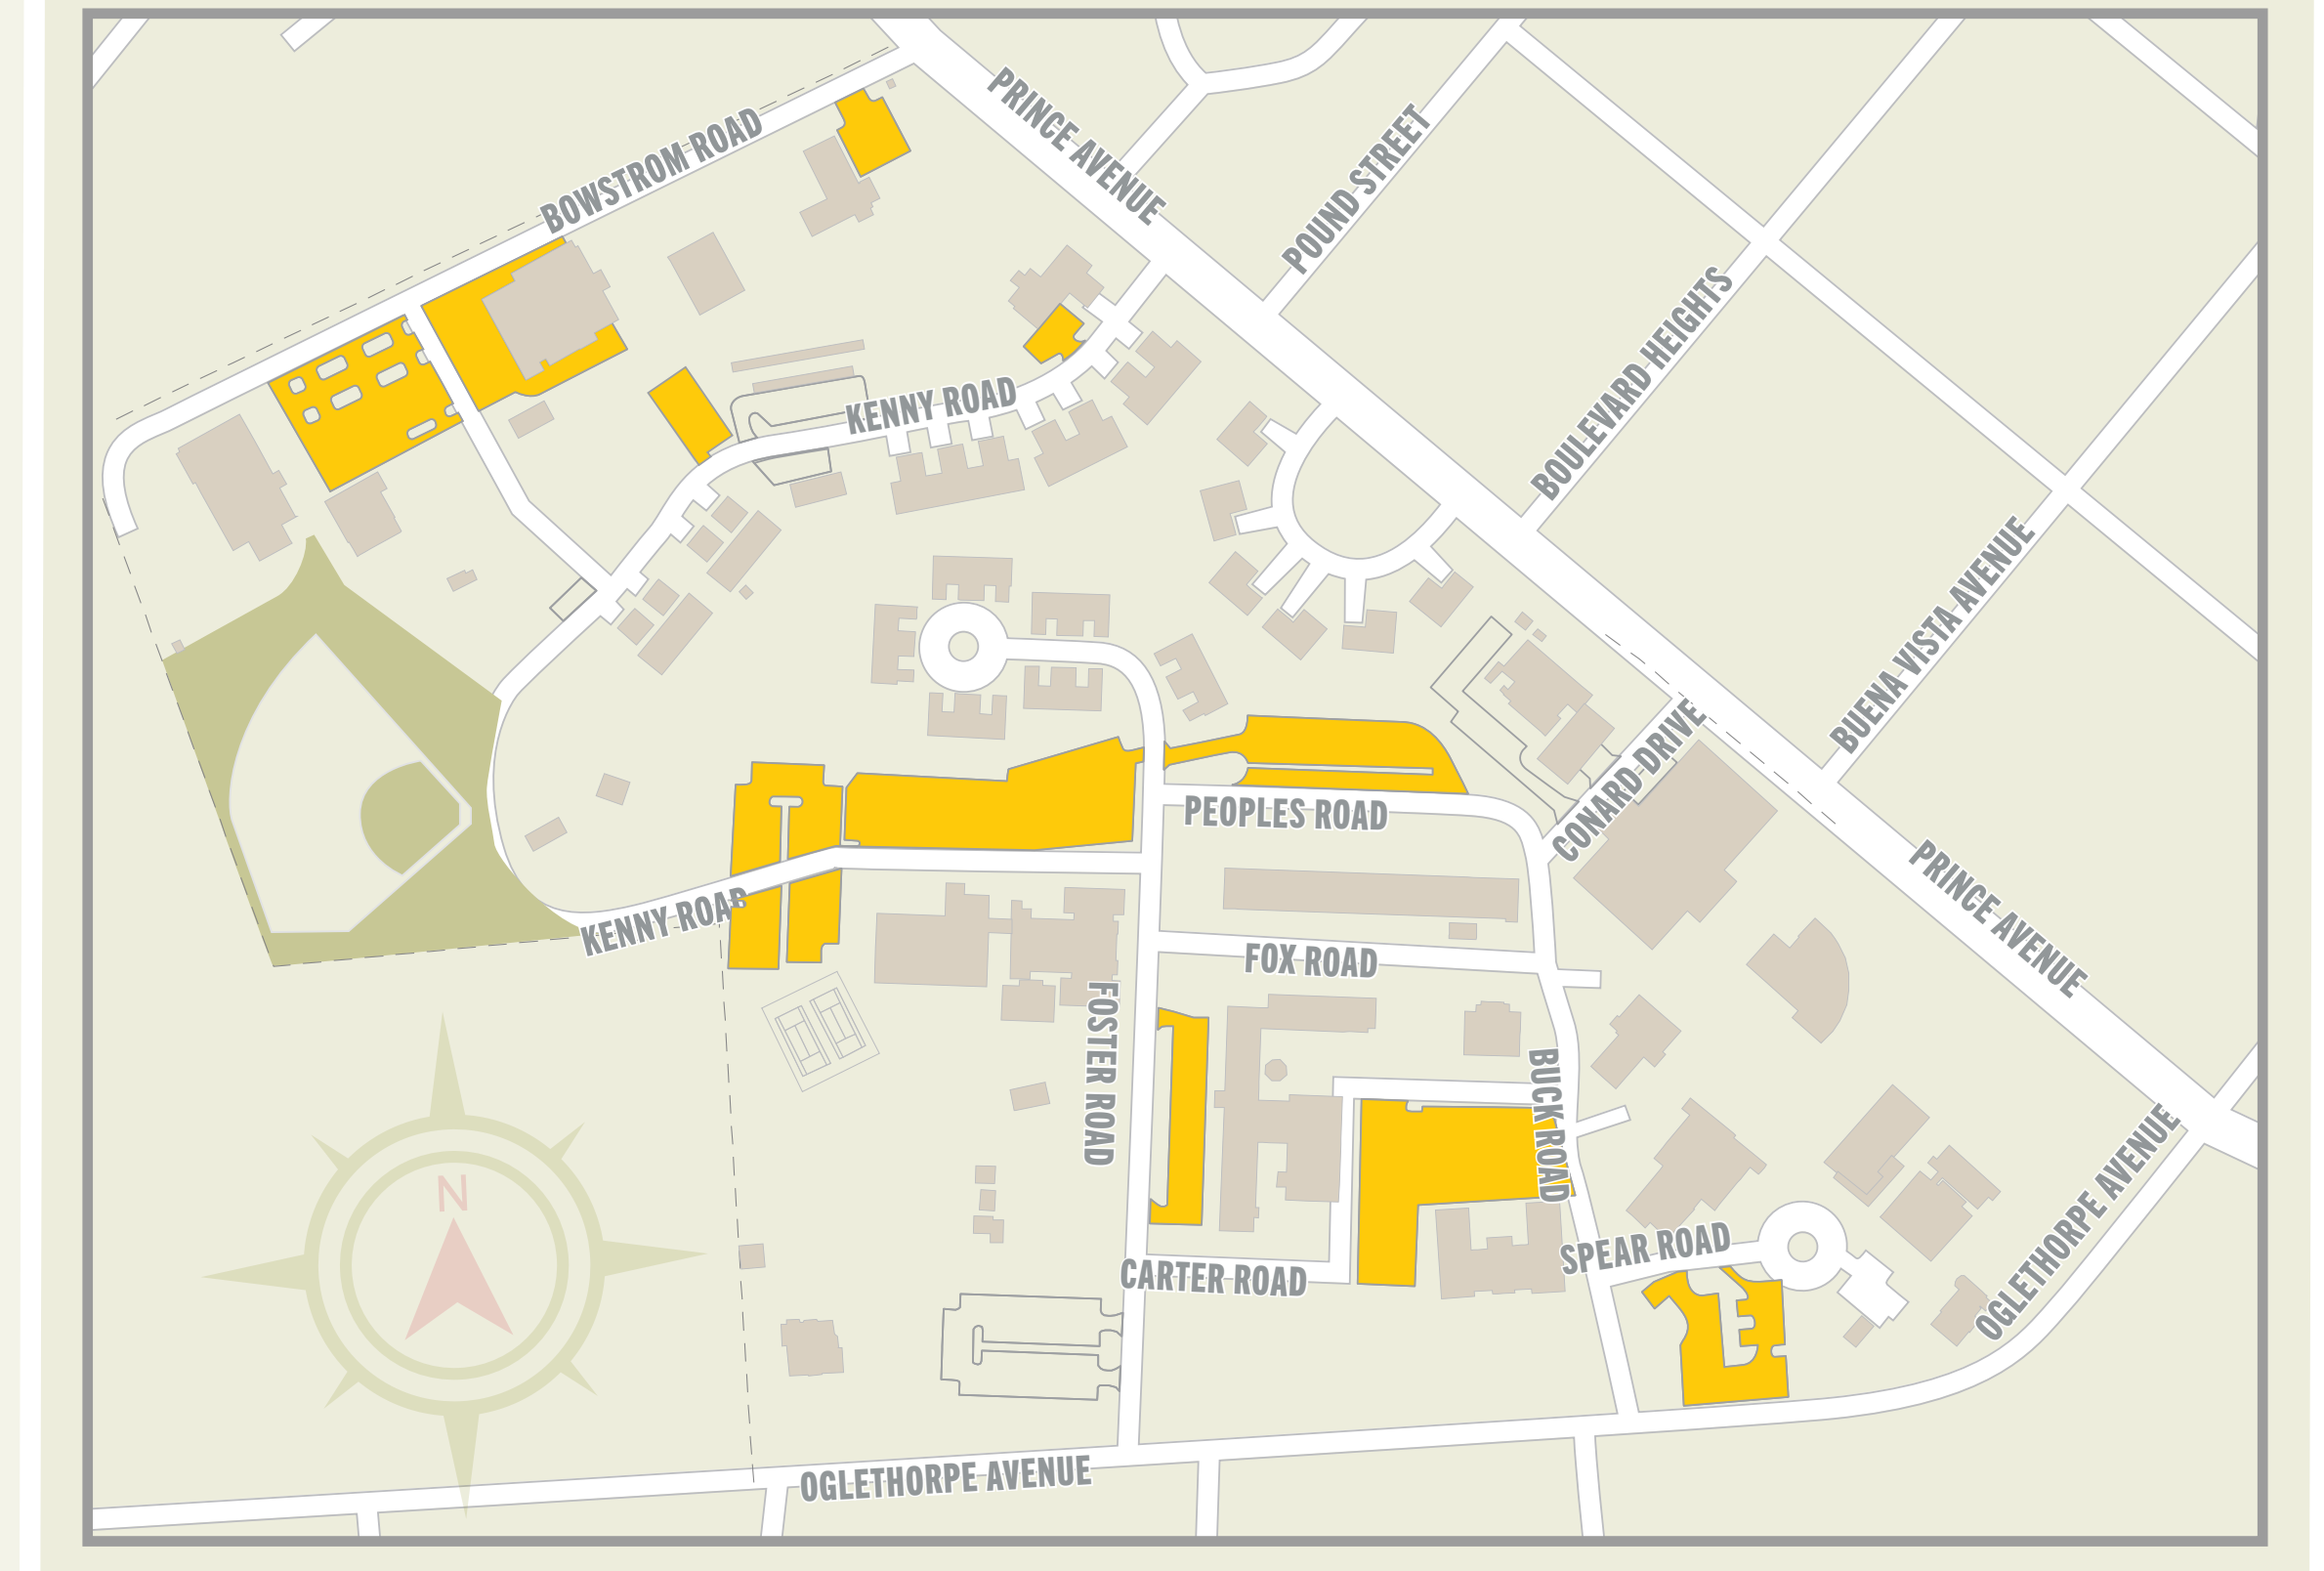 PRINCE AVENUE
BOWSTROM ROAD
POUND STREET
BOULEVARD HEIGHTS
KENNY ROAD
BUENA VISTA AVENUE
CONARD DRIVE
PEOPLES ROAD
PRINCE AVENUE
KENNY ROAD
FOX ROAD
FOSTER ROAD
BUCK ROAD
N
OGLETHORPE AVENUE
SPEAR ROAD
CARTER ROAD
OGLETHORPE AVENUE